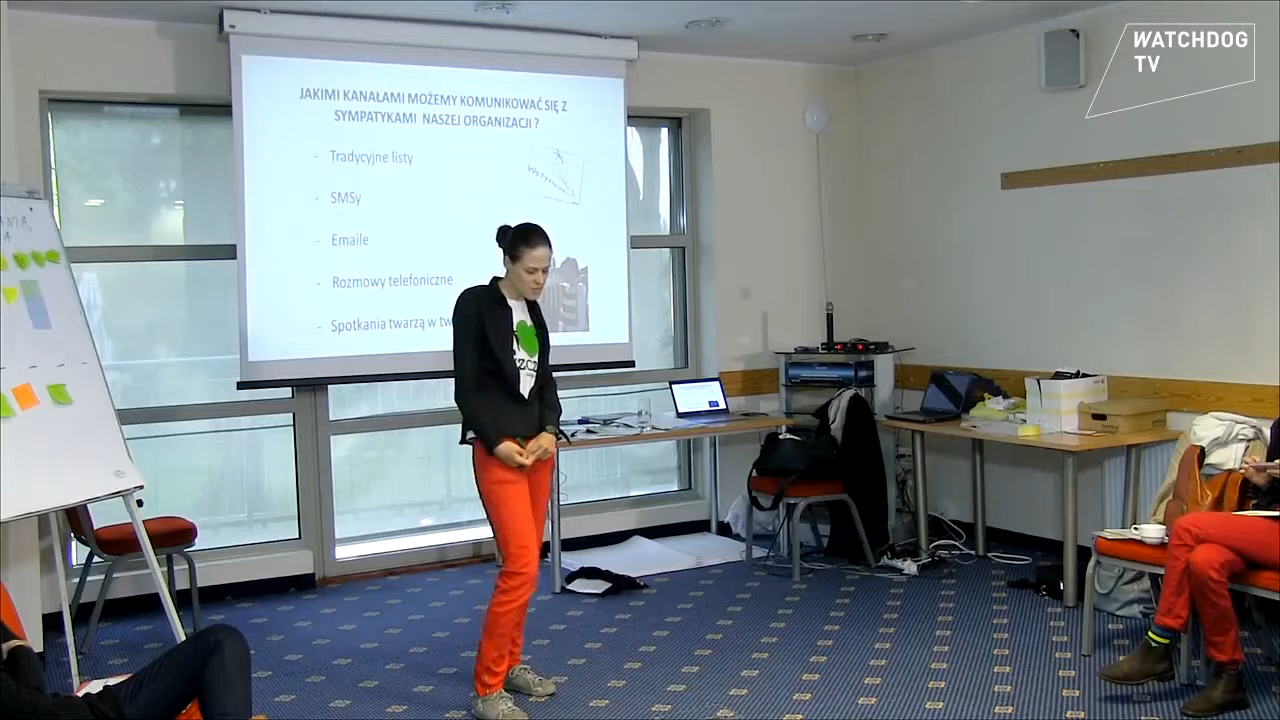 WATCHDOG
TV
JAKIMI KANAŁAMI MOŻEMY KOMUNIKOWAĆ SIĘ Z
SYMPATYKAMI NASZEJ ORGANIZACJI ?
- Tradycyjne listy
- SMSy
- Emaile
- Rozmowy telefoniczne
- Spotkania twarzą w tw